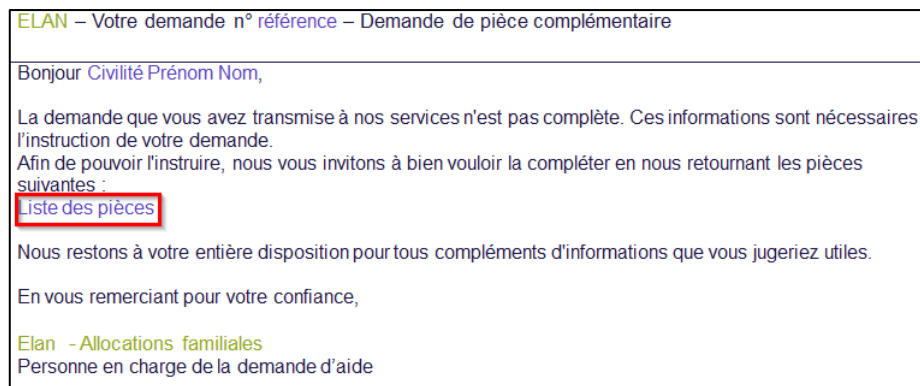 ELAN – Votre demande n° référence – Demande de pièce complémentaire
Bonjour Civilité Prénom Nom,
La demande que vous avez transmise à nos services n'est pas complète. Ces informations sont nécessaires
l’instruction de votre demande.
Afin de pouvoir l'instruire, nous vous invitons à bien vouloir la compléter en nous retournant les pièces
suivantes :
Liste des pièces
Nous restons à votre entière disposition pour tous compléments d'informations que vous jugeriez utiles.
En vous remerciant pour votre confiance,
Elan - Allocations familiales
Personne en charge de la demande d’aide